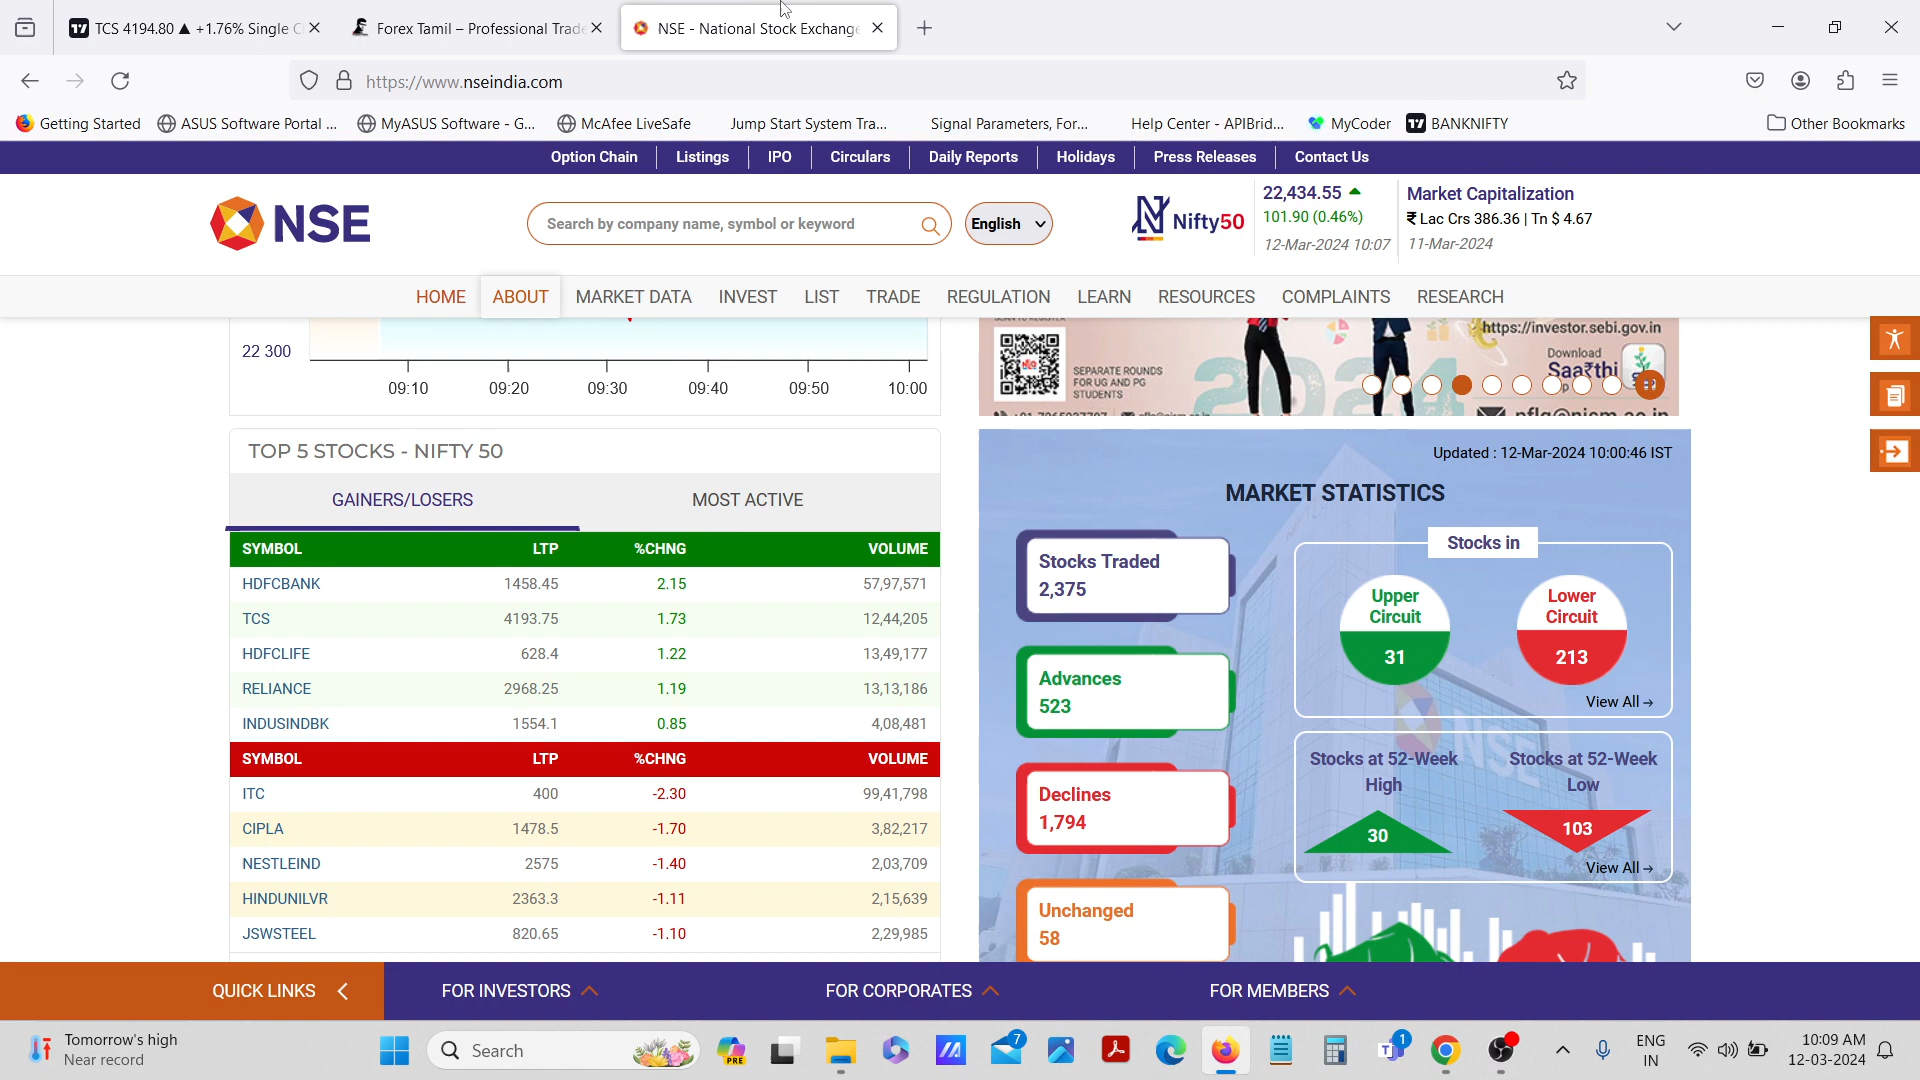 TCS 4194.80 ▲ +1.76% Single C
Forex Tamil – Professional Trade
NSE - National Stock Exchange
https://www.nseindia.com
Getting Started
ASUS Software Portal ...
MyASUS Software - G...
McAfee LiveSafe
Jump Start System Tra...
Signal Parameters, For...
Help Center - APIBrid...
MyCoder
BANKNIFTY
Other Bookmarks
Option Chain
Listings
IPO
Circulars
Daily Reports
Holidays
Press Releases
Contact Us
NSE
Search by company name, symbol or keyword
English
Nifty50
22,434.55
101.90 (0.46%)
12-Mar-2024 10:07
Market Capitalization
₹ Lac Crs 386.36 | Tn $ 4.67
11-Mar-2024
HOME
ABOUT
MARKET DATA
INVEST
LIST
TRADE
REGULATION
LEARN
RESOURCES
COMPLAINTS
RESEARCH
22 300
09:10 09:20 09:30 09:40 09:50 10:00
SEPARATE ROUNDS
FOR UG AND PG
STUDENTS
2024
https://investor.sebi.gov.in
Download
Saa₹thi
TOP 5 STOCKS - NIFTY 50
GAINERS/LOSERS
MOST ACTIVE
SYMBOL LTP %CHNG VOLUME
HDFCBANK 1458.45 2.15 57,97,571
TCS 4193.75 1.73 12,44,205
HDFCLIFE 628.4 1.22 13,49,177
RELIANCE 2968.25 1.19 13,13,186
INDUSINDBK 1554.1 0.85 4,08,481
SYMBOL LTP %CHNG VOLUME
ITC 400 -2.30 99,41,798
CIPLA 1478.5 -1.70 3,82,217
NESTLEIND 2575 -1.40 2,03,709
HINDUNILVR 2363.3 -1.11 2,15,639
JSWSTEEL 820.65 -1.10 2,29,985
Updated : 12-Mar-2024 10:00:46 IST
MARKET STATISTICS
Stocks Traded
2,375
Advances
523
Declines
1,794
Unchanged
58
Stocks in
Upper
Circuit
31
Lower
Circuit
213
View All →
Stocks at 52-Week
High
30
Stocks at 52-Week
Low
103
View All →
NSE
QUICK LINKS
FOR INVESTORS
FOR CORPORATES
FOR MEMBERS
Tomorrow's high
Near record
Search
PRE
7
1
ENG
IN
10:09 AM
12-03-2024